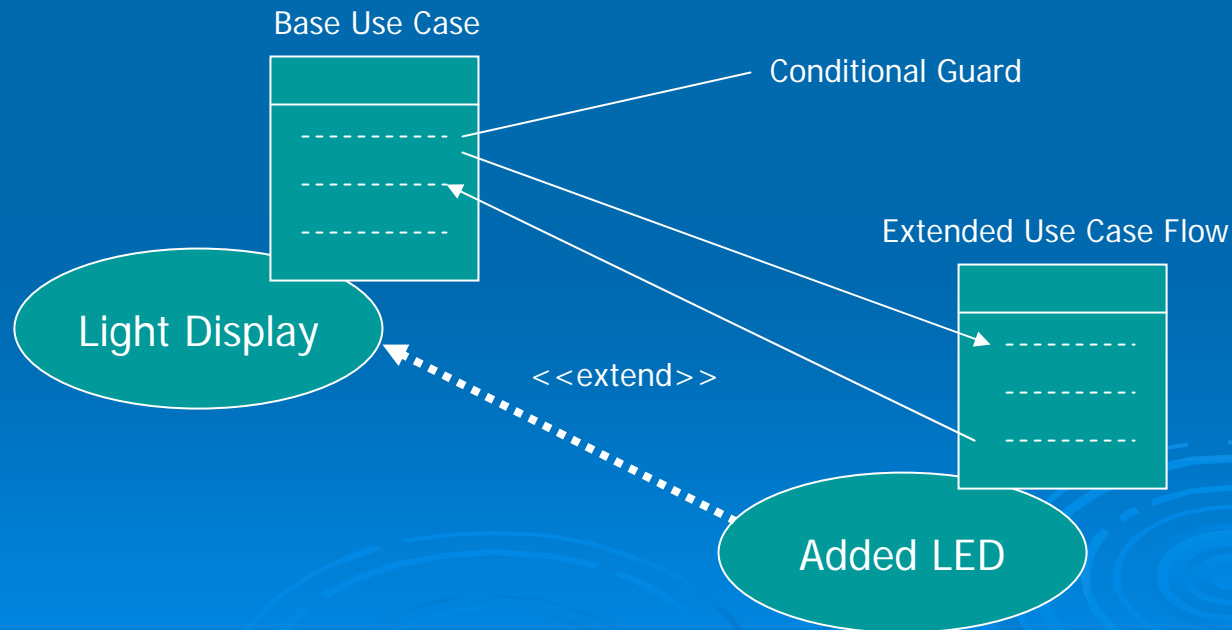 Base Use Case
Conditional Guard
Extended Use Case Flow
Light Display
<<extend>>
Added LED